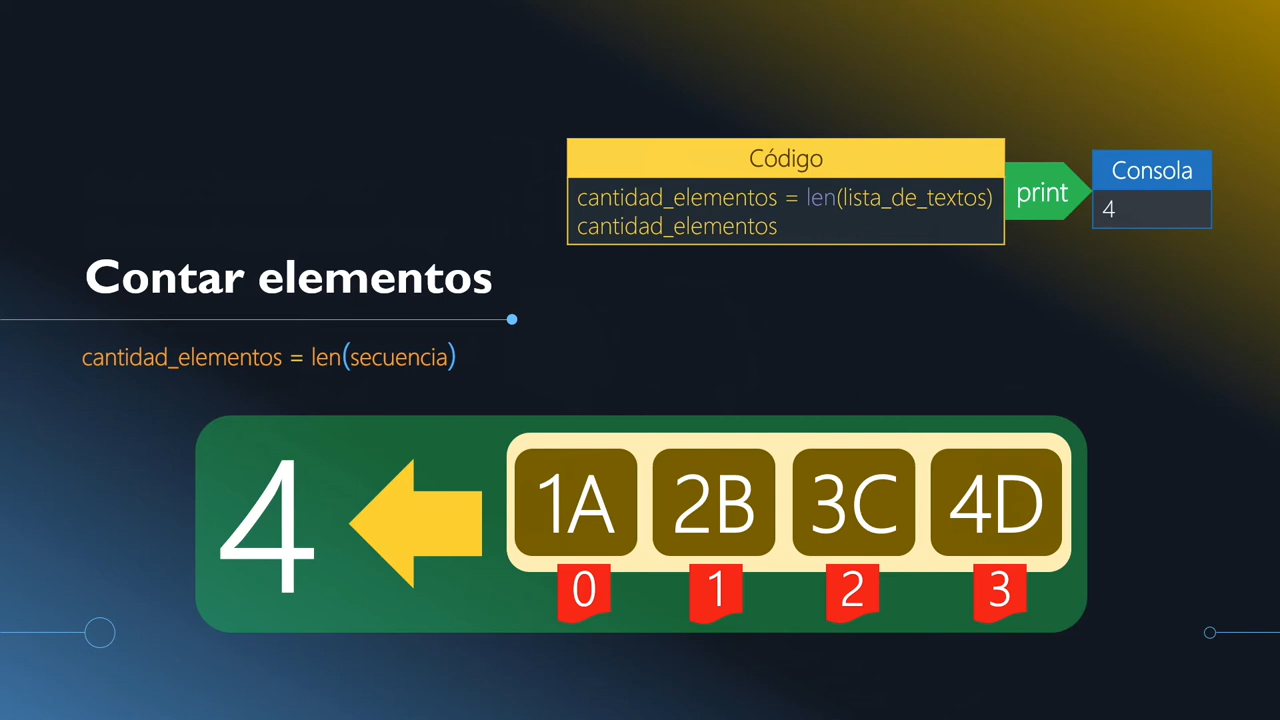 Código
cantidad_elementos = len(lista_de_textos)
cantidad_elementos
print
Consola
4
Contar elementos
cantidad_elementos = len(secuencia)
4
1A 2B 3C 4D
0 1 2 3